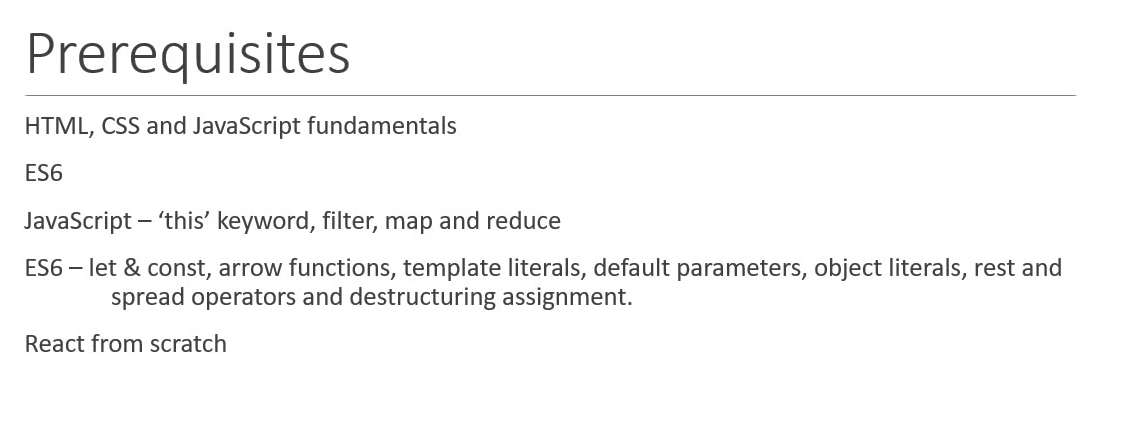 Prerequisites
HTML, CSS and JavaScript fundamentals
ES6
JavaScript – ‘this’ keyword, filter, map and reduce
ES6 – let & const, arrow functions, template literals, default parameters, object literals, rest and
spread operators and destructuring assignment.
React from scratch